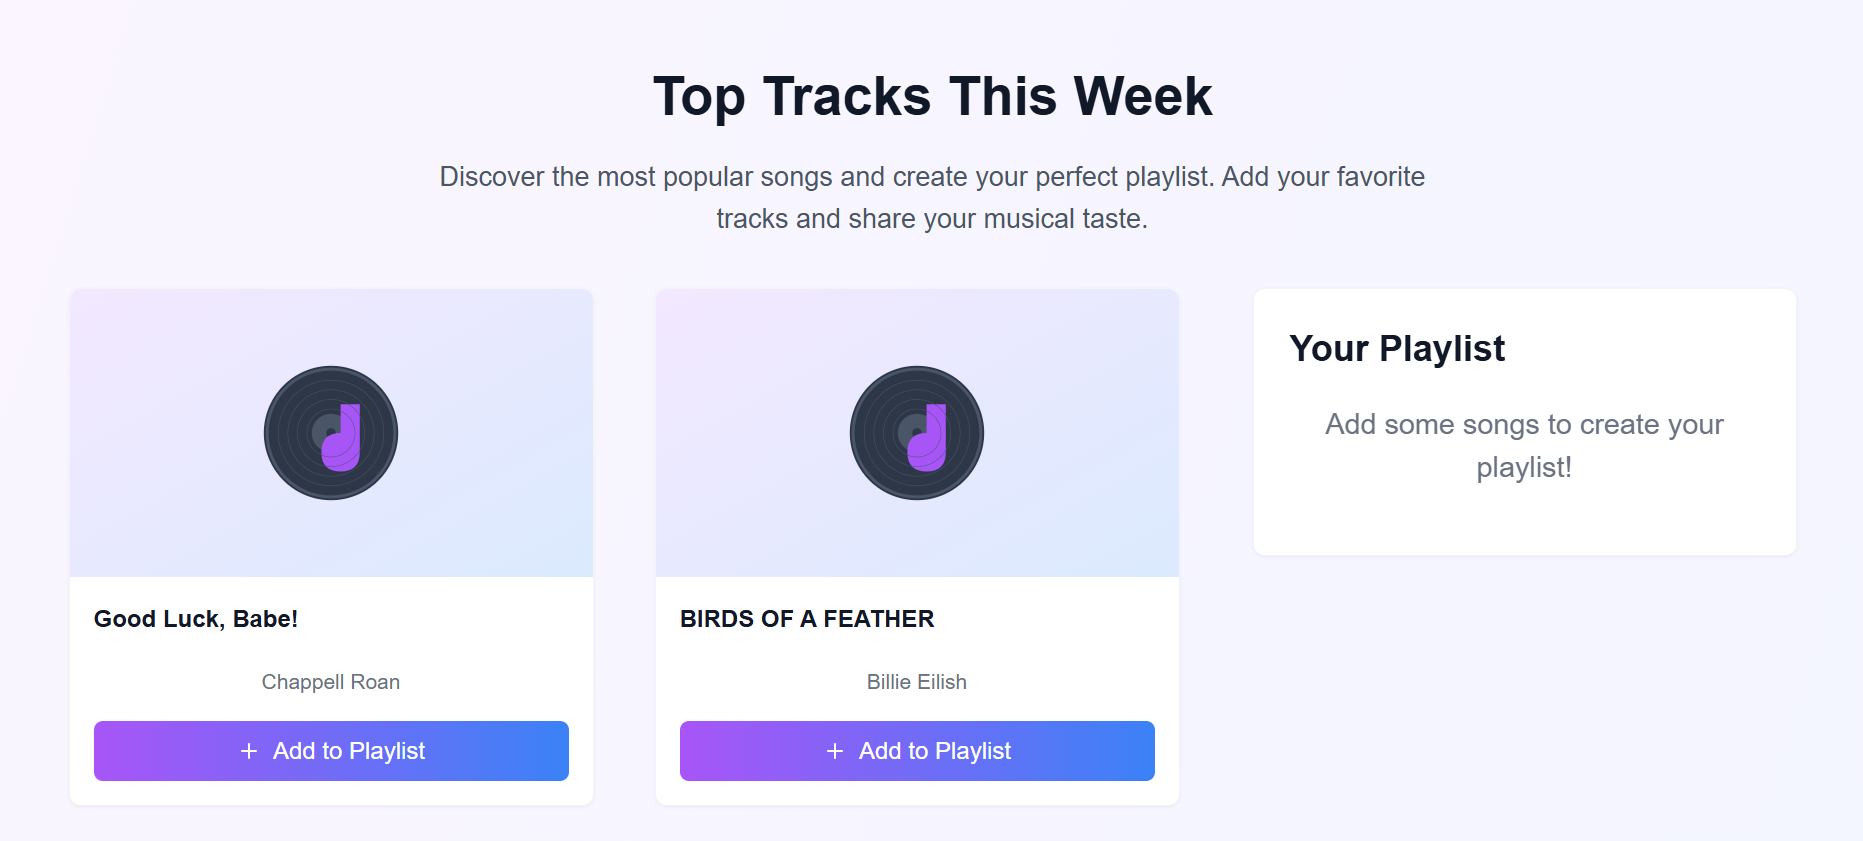 Top Tracks This Week
Discover the most popular songs and create your perfect playlist. Add your favorite
tracks and share your musical taste.
Good Luck, Babe!
Chappell Roan
Add to Playlist
BIRDS OF A FEATHER
Billie Eilish
Add to Playlist
Your Playlist
Add some songs to create your
playlist!